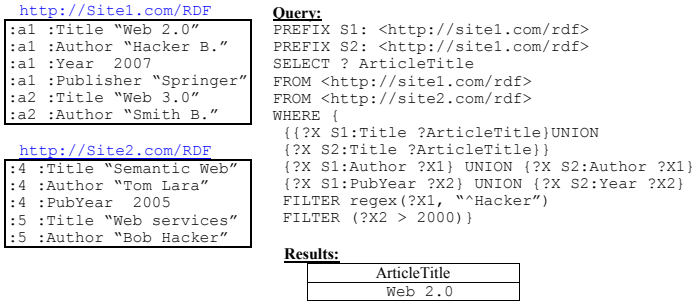 http://Site1.com/RDF
:a1 :Title “Web 2.0”
:a1 :Author “Hacker B.”
:a1 :Year 2007
:a1 :Publisher “Springer”
:a2 :Title “Web 3.0”
:a2 :Author “Smith B.”
http://Site2.com/RDF
:4 :Title “Semantic Web”
:4 :Author “Tom Lara”
:4 :PubYear 2005
:5 :Title “Web services”
:5 :Author “Bob Hacker”
Query:
PREFIX S1: <http://site1.com/rdf>
PREFIX S2: <http://site1.com/rdf>
SELECT ? ArticleTitle
FROM <http://site1.com/rdf>
FROM <http://site2.com/rdf>
WHERE {
{{?X S1:Title ?ArticleTitle}UNION
{?X S2:Title ?ArticleTitle}}
{?X S1:Author ?X1} UNION {?X S2:Author ?X1}
{?X S1:PubYear ?X2} UNION {?X S2:Year ?X2}
FILTER regex(?X1, “^Hacker”)
FILTER (?X2 > 2000)}
Results:
ArticleTitle
Web 2.0